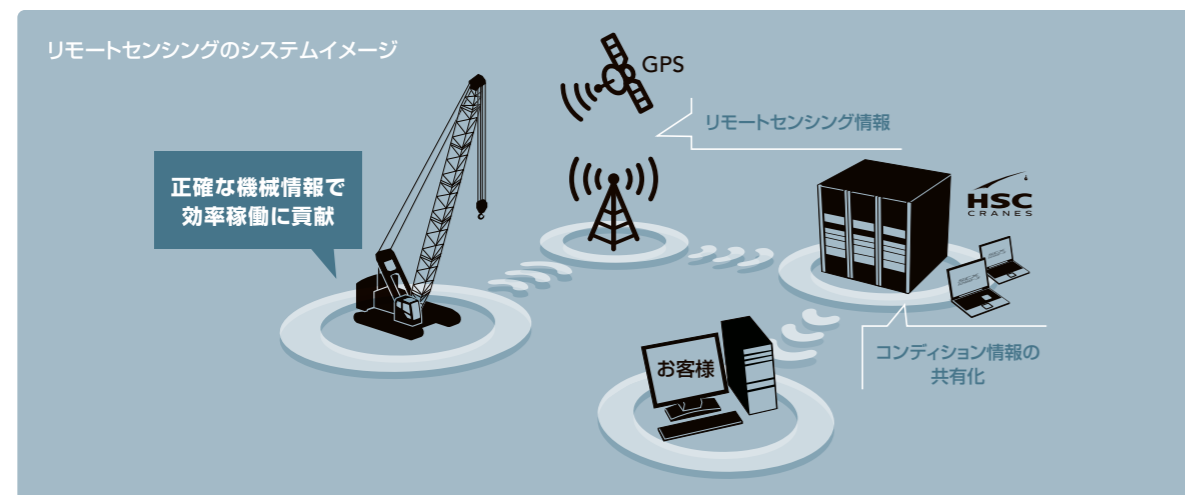 リモートセンシングのシステムイメージ
GPS
リモートセンシング情報
正確な機械情報で
効率稼働に貢献
HSC
CRANES
お客様
コンディション情報の
共有化